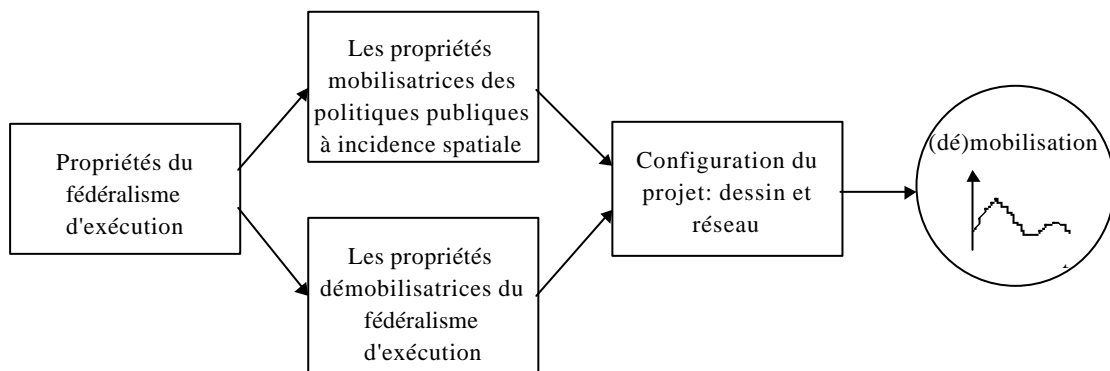 Propriétés du
fédéralisme
d'exécution
Les propriétés
mobilisatrices des
politiques publiques
à incidence spatiale
Les propriétés
démobilisatrices du
fédéralisme
d'exécution
Configuration du
projet: dessin et
réseau
(dé)mobilisation